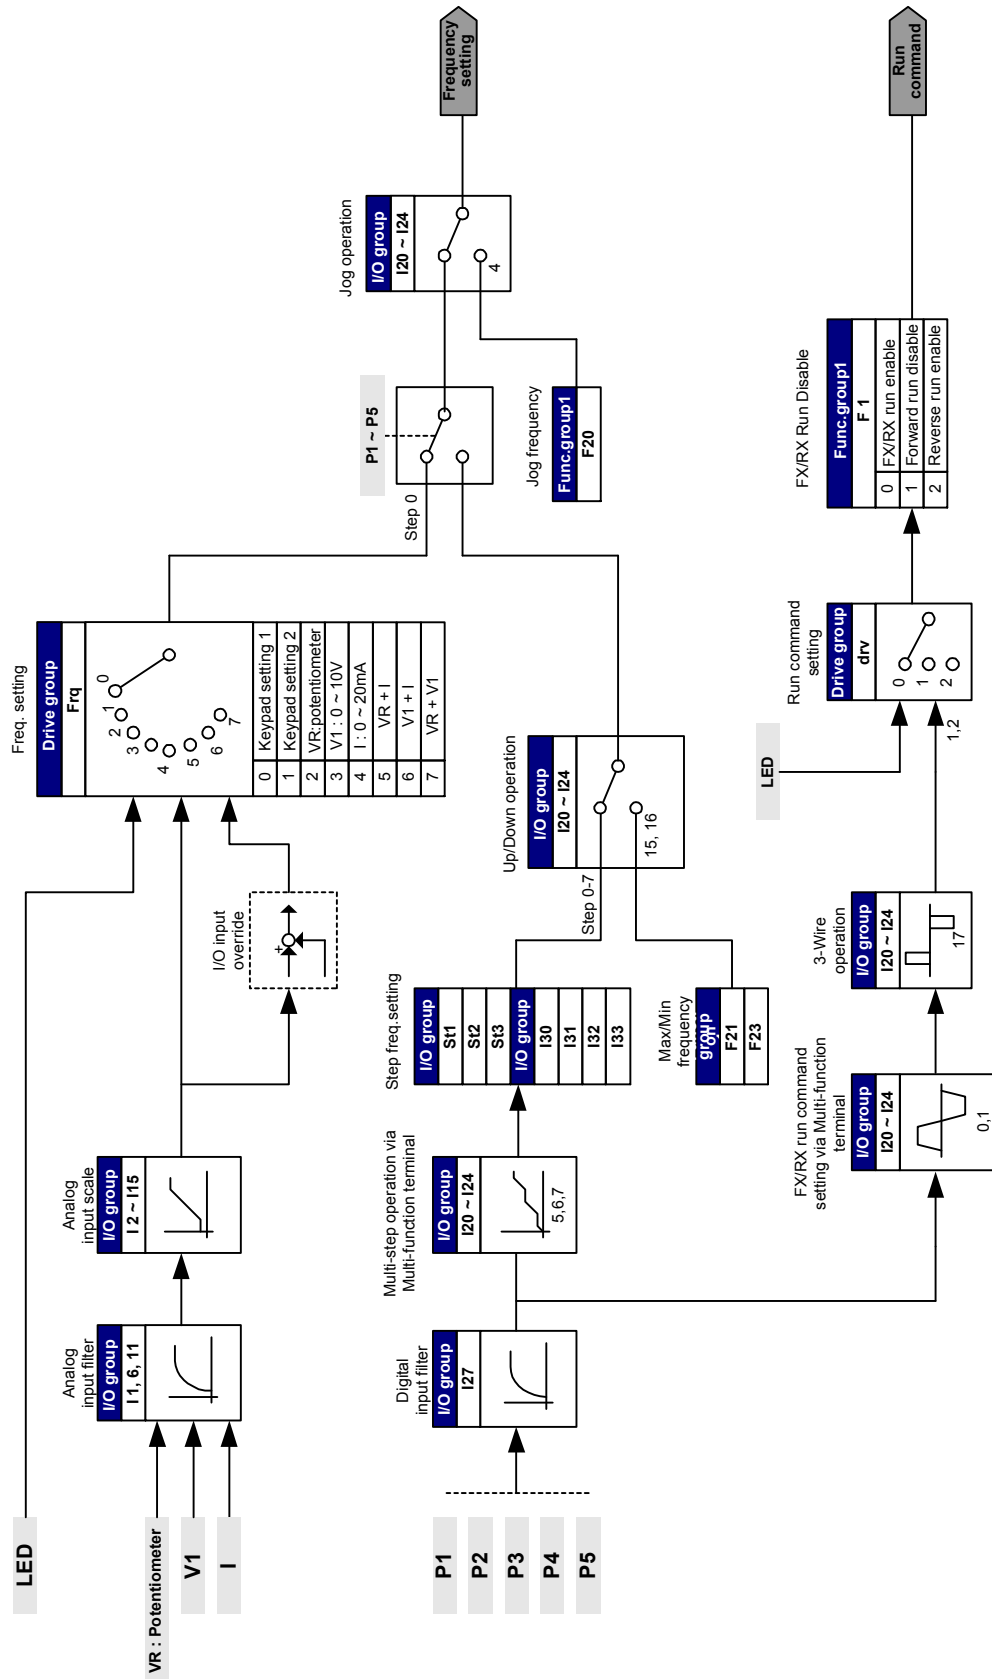 LED
VR : Potentiometer
V1
I
Analog
input filter
I/O group
I 1, 6, 11
Analog
input scale
I/O group
I 2 ~ I15
I/O input
override
+
Freq. setting
Drive group
Frq
0
1
2
3
4
5
6
7
0 Keypad setting 1
1 Keypad setting 2
2 VR:potentiometer
3 V1 : 0 ~ 10V
4 I : 0 ~ 20mA
5 VR + I
6 V1 + I
7 VR + V1
Step 0
P1 ~ P5
Jog operation
I/O group
I20 ~ I24
4
Frequency
setting
Jog frequency
Func.group1
F20
P1
P2
P3
P4
P5
Digital
input filter
I/O group
I27
Multi-step operation via
Multi-function terminal
I/O group
I20 ~ I24
5,6,7
Step freq.setting
I/O group
St1
St2
St3
I/O group
I30
I31
I32
I33
Max/Min
frequency
group
F21
F23
Step 0-7
Up/Down operation
I/O group
I20 ~ I24
15, 16
FX/RX run command
setting via Multi-function
terminal
I/O group
I20 ~ I24
0,1
3-Wire
operation
I/O group
I20 ~ I24
17
LED
1,2
Run command
setting
Drive group
drv
0
1
2
FX/RX Run Disable
Func.group1
F 1
0 FX/RX run enable
1 Forward run disable
2 Reverse run enable
Run
command